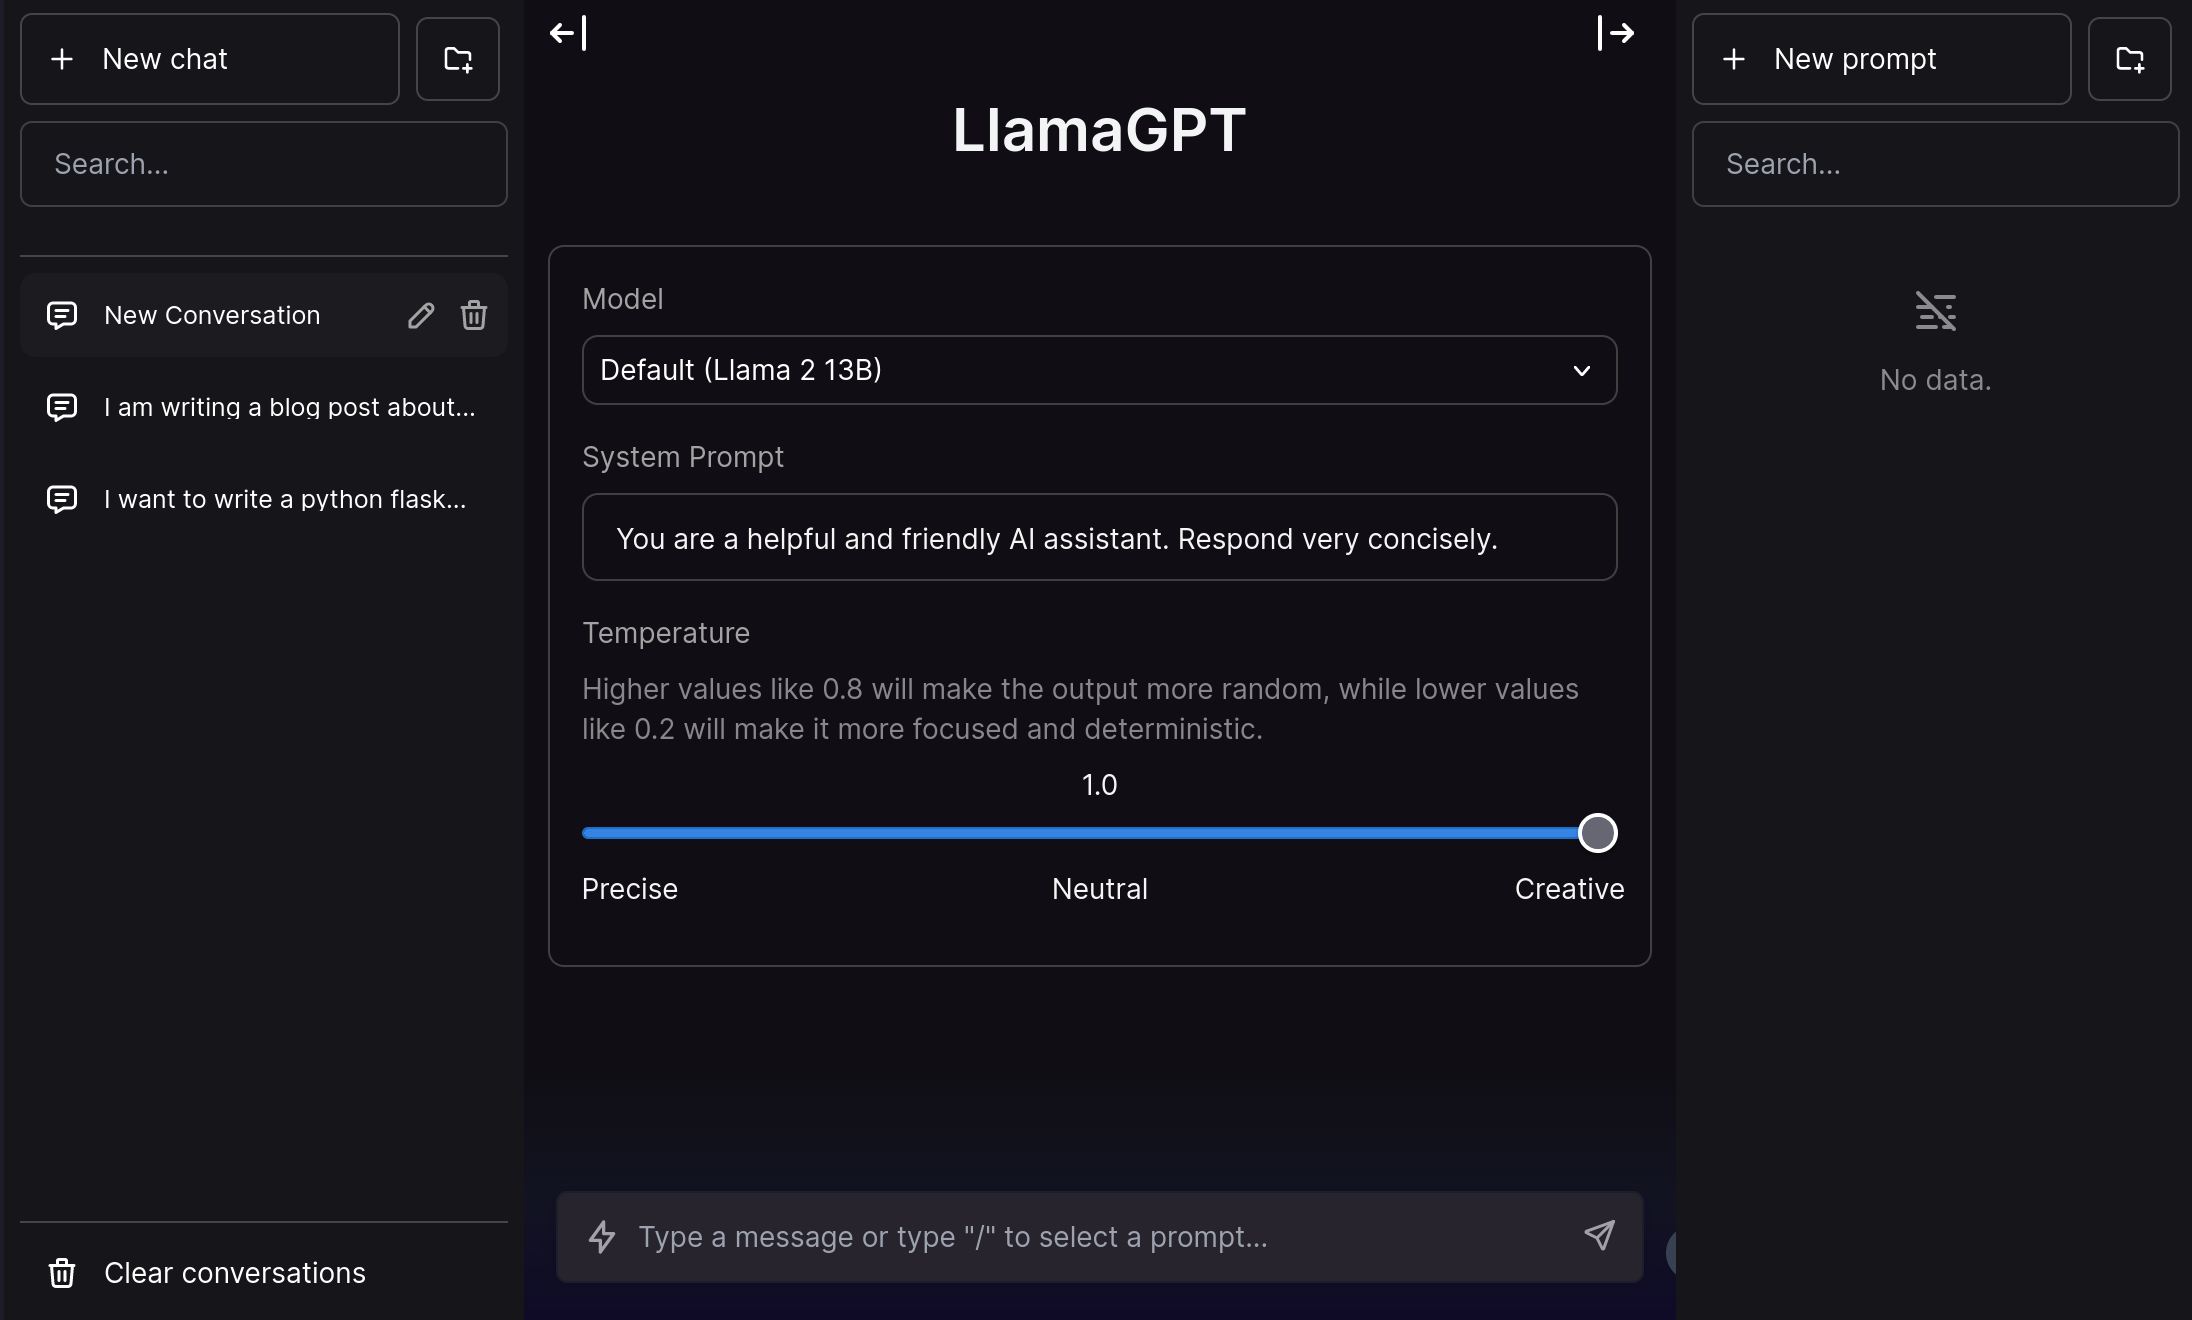 New chat
Search...
New Conversation
I am writing a blog post about...
I want to write a python flask...
Clear conversations
LlamaGPT
Model
Default (Llama 2 13B)
System Prompt
You are a helpful and friendly AI assistant. Respond very concisely.
Temperature
Higher values like 0.8 will make the output more random, while lower values
like 0.2 will make it more focused and deterministic.
1.0
Precise
Neutral
Creative
Type a message or type "/" to select a prompt...
New prompt
Search...
No data.